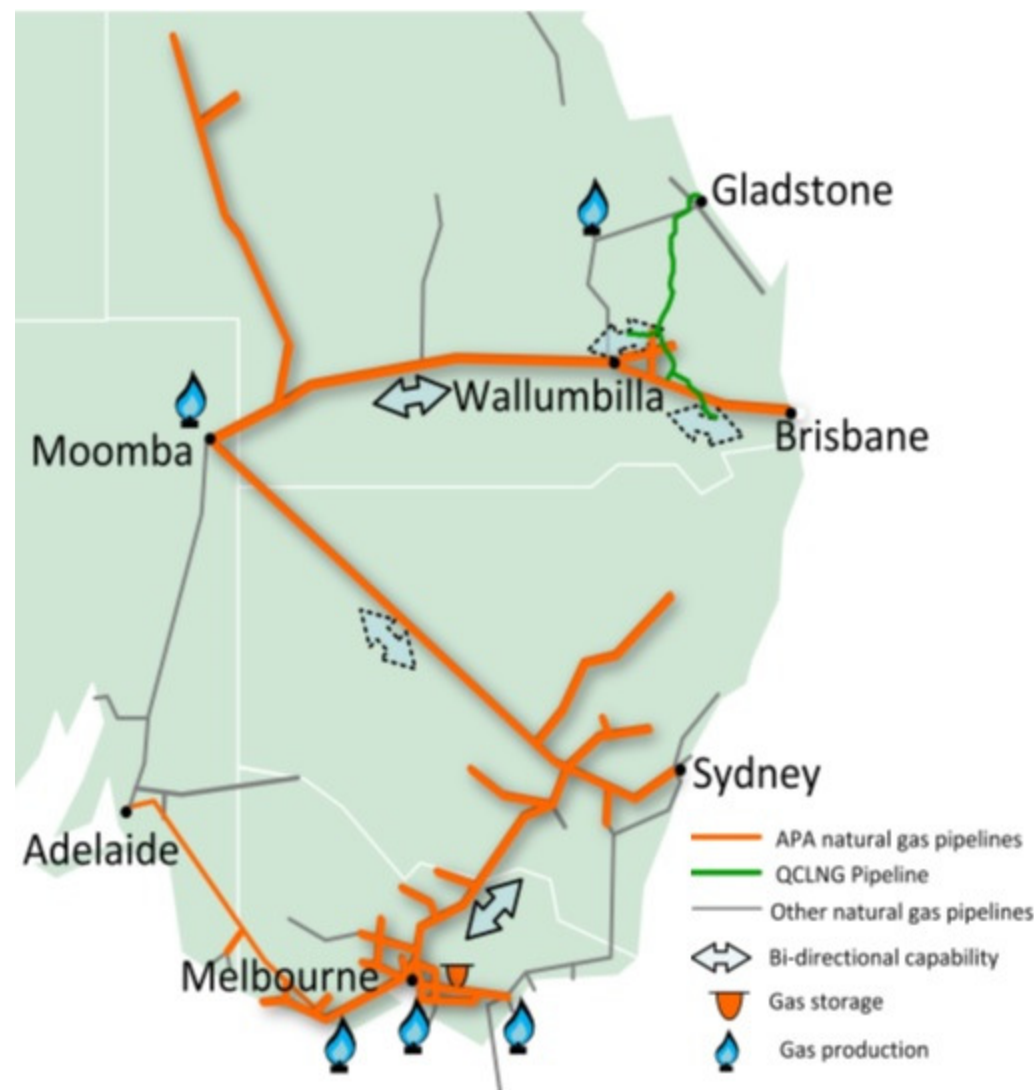 Gladstone
Wallumbilla
Brisbane
Moomba
Sydney
Adelaide
Melbourne
APA natural gas pipelines
QCLNG Pipeline
Other natural gas pipelines
Bi-directional capability
Gas storage
Gas production